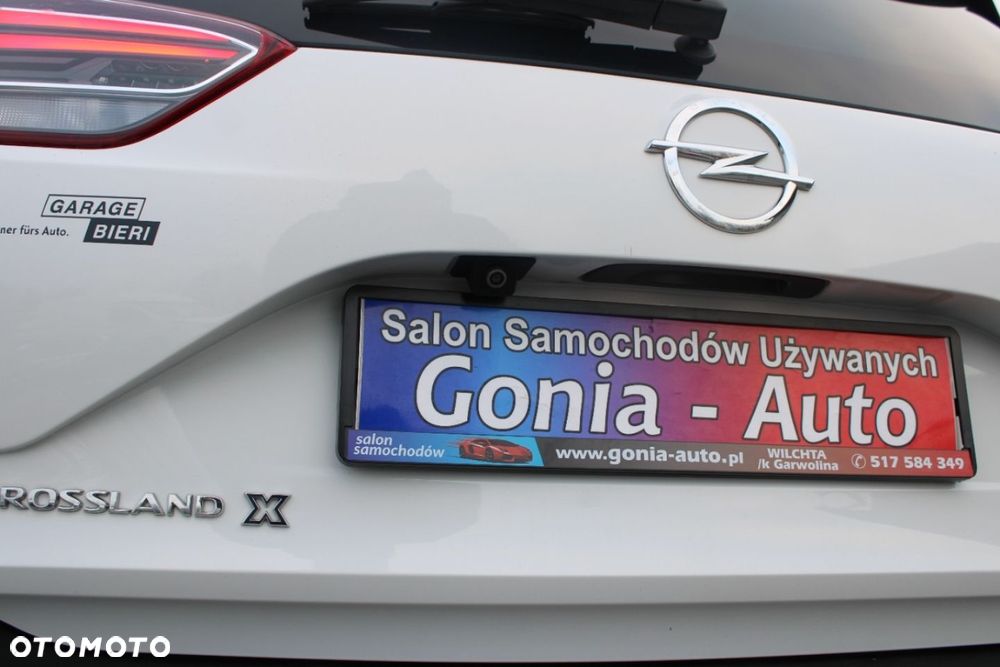 GARAGE
BIERI
ner fürs Auto.
Salon Samochodów Używanych
Gonia - Auto
salon
samochodów
www.gonia-auto.pl
WILCHTA
/k Garwolina
517 584 349
ROSSLAND X
OTOMOTO